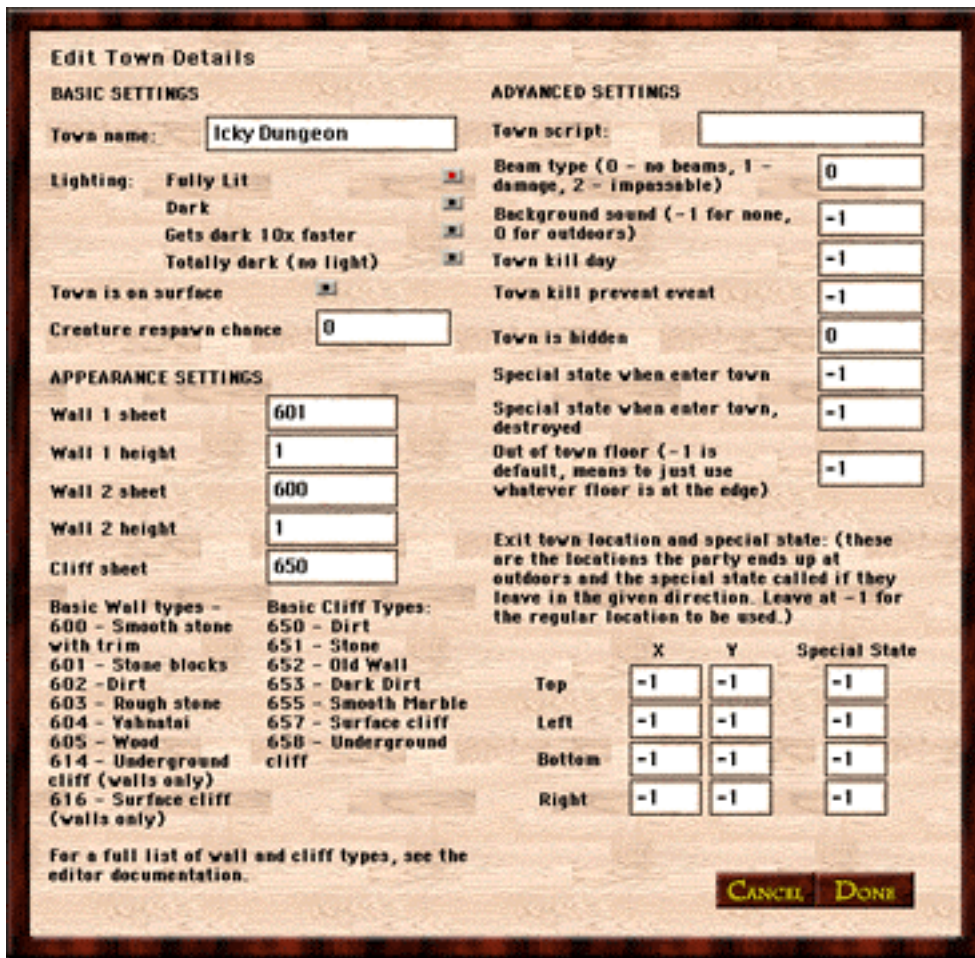 Edit Town Details
BASIC SETTINGS
Town name: Icky Dungeon
Lighting: Fully Lit
Dark
Gets dark 10x faster
Totally dark (no light)
Town is on surface
Creature respawn chance 0
APPEARANCE SETTINGS
Wall 1 sheet 601
Wall 1 height 1
Wall 2 sheet 600
Wall 2 height 1
Cliff sheet 650
Basic Wall types -
600 - Smooth stone
with trim
601 - Stone blocks
602 -Dirt
603 - Rough stone
604 - Vahnatai
605 - Wood
614 - Underground
cliff (walls only)
616 - Surface cliff
(walls only)
Basic Cliff Types:
650 - Dirt
651 - Stone
652 - Old Wall
653 - Dark Dirt
655 - Smooth Marble
657 - Surface cliff
658 - Underground
cliff
For a full list of wall and cliff types, see the
editor documentation.
ADVANCED SETTINGS
Town script:
Beam type (0 - no beams, 1 -
damage, 2 - impassable) 0
Background sound (-1 for none,
0 for outdoors) -1
Town kill day -1
Town kill prevent event -1
Town is hidden 0
Special state when enter town -1
Special state when enter town,
destroyed -1
Out of town floor (-1 is
default, means to just use
whatever floor is at the edge) -1
Exit town location and special state: (these
are the locations the party ends up at
outdoors and the special state called if they
leave in the given direction. Leave at -1 for
the regular location to be used.)
X Y Special State
Top -1 -1 -1
Left -1 -1 -1
Bottom -1 -1 -1
Right -1 -1 -1
CANCEL DONE